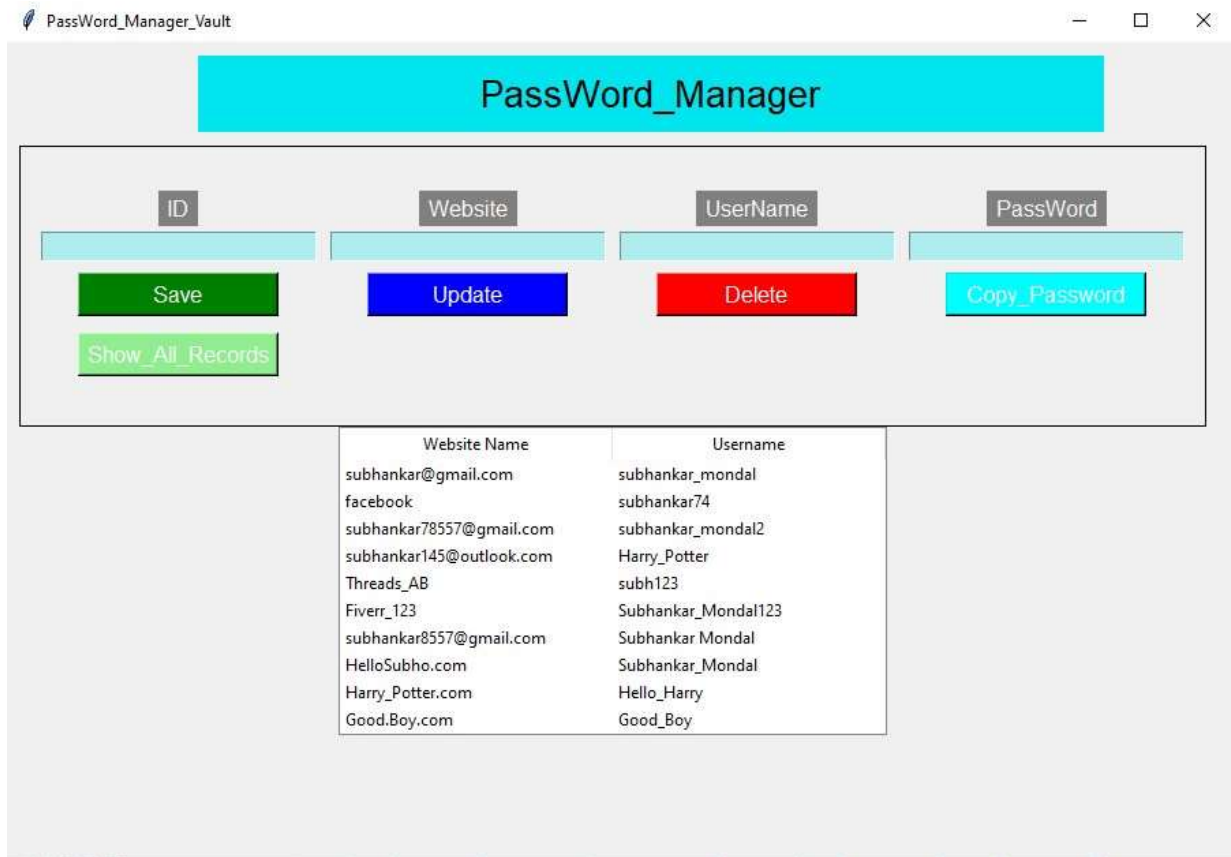 PassWord_Manager_Vault
PassWord_Manager
ID Website UserName PassWord
Save Update Delete Copy_Password
Show_All_Records
Website Name Username
subhankar@gmail.com subhankar_mondal
facebook subhankar74
subhankar78557@gmail.com subhankar_mondal2
subhankar145@outlook.com Harry_Potter
Threads_AB subh123
Fiverr_123 Subhankar_Mondal123
subhankar8557@gmail.com Subhankar Mondal
HelloSubho.com Subhankar_Mondal
Harry_Potter.com Hello_Harry
Good.Boy.com Good_Boy